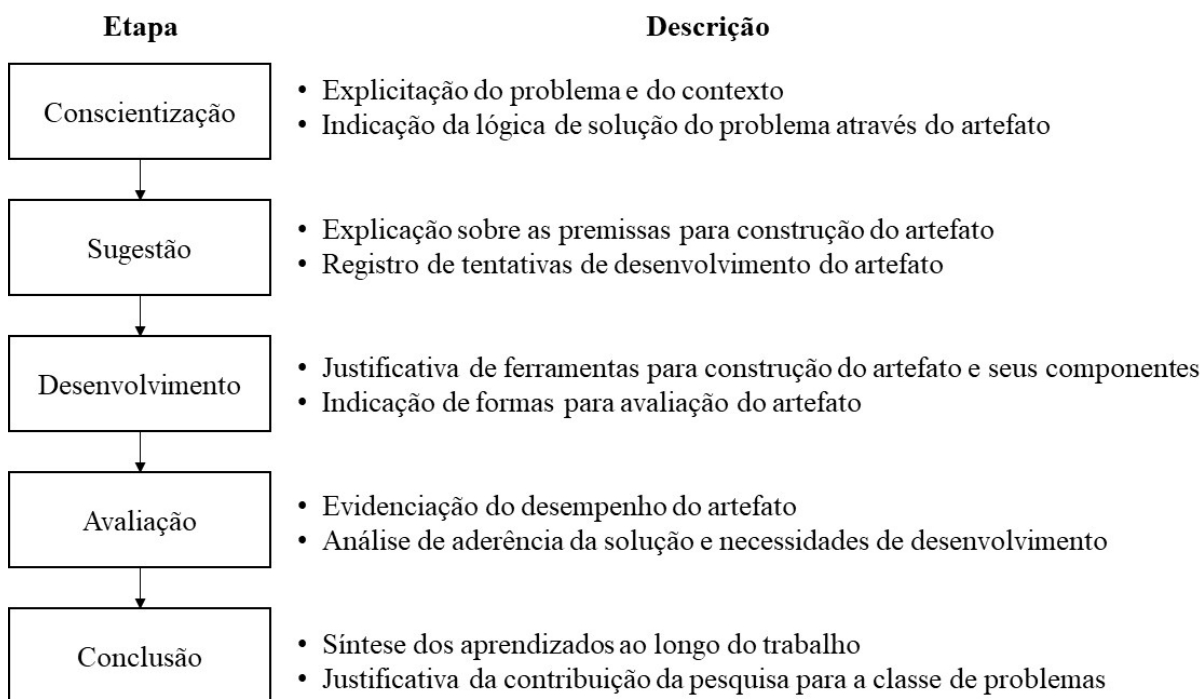 Etapa
Descrição
Conscientização
• Explicitação do problema e do contexto
• Indicação da lógica de solução do problema através do artefato
Sugestão
• Explicação sobre as premissas para construção do artefato
• Registro de tentativas de desenvolvimento do artefato
Desenvolvimento
• Justificativa de ferramentas para construção do artefato e seus componentes
• Indicação de formas para avaliação do artefato
Avaliação
• Evidenciação do desempenho do artefato
• Análise de aderência da solução e necessidades de desenvolvimento
Conclusão
• Síntese dos aprendizados ao longo do trabalho
• Justificativa da contribuição da pesquisa para a classe de problemas